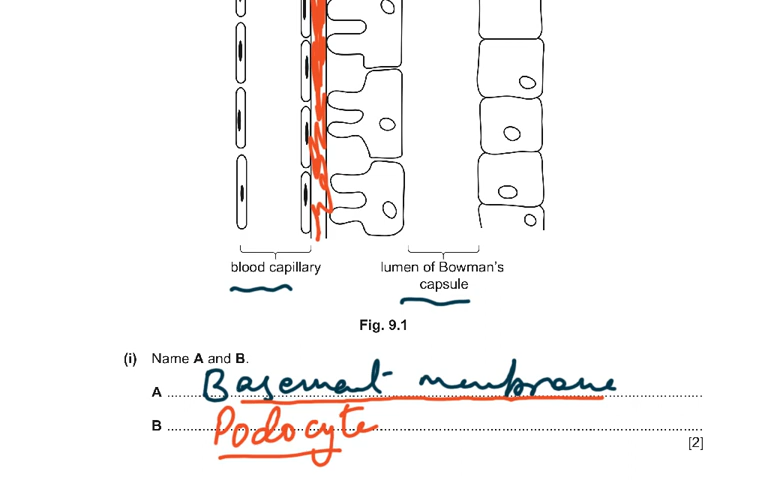 blood capillary
lumen of Bowman's
capsule
Fig. 9.1
(i) Name A and B.
A Basement membrane
B Podocyte
[2]